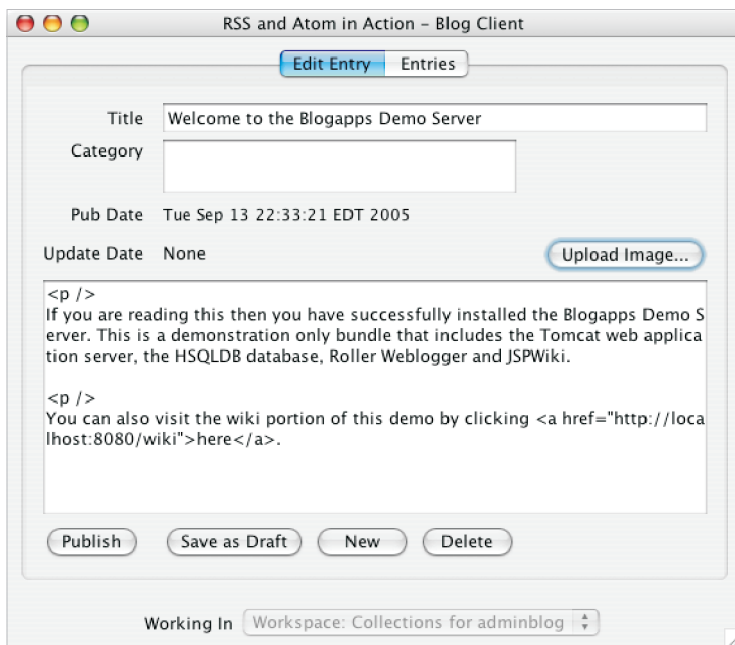 RSS and Atom in Action – Blog Client
Edit Entry Entries
Title Welcome to the Blogapps Demo Server
Category
Pub Date Tue Sep 13 22:33:21 EDT 2005
Update Date None Upload Image...
<p />
If you are reading this then you have successfully installed the Blogapps Demo S
erver. This is a demonstration only bundle that includes the Tomcat web applica
tion server, the HSQLDB database, Roller Weblogger and JSPWiki.
<p />
You can also visit the wiki portion of this demo by clicking <a href="http://loca
lhost:8080/wiki">here</a>.
Publish Save as Draft New Delete
Working In Workspace: Collections for adminblog